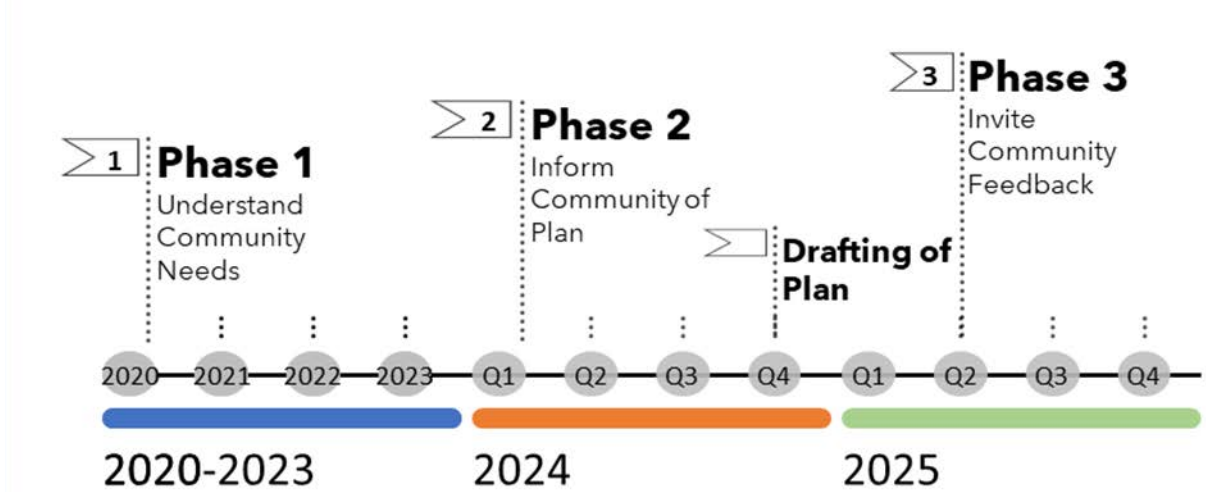 1
Phase 1
Understand
Community
Needs
2
Phase 2
Inform
Community of
Plan
Drafting of
Plan
3
Phase 3
Invite
Community
Feedback
2020 2021 2022 2023 Q1 Q2 Q3 Q4 Q1 Q2 Q3 Q4
2020-2023 2024 2025